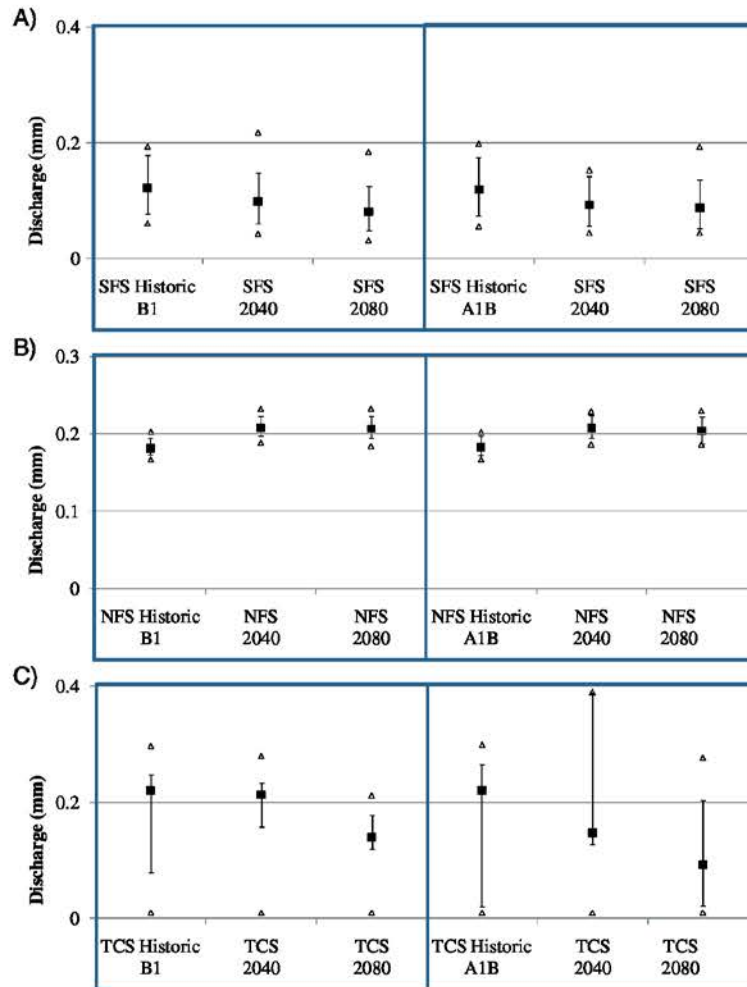 A)
0.4
0.2
0
Discharge (mm)
SFS Historic SFS SFS SFS Historic SFS SFS
B1 2040 2080 A1B 2040 2080
B)
0.3
0.2
0.1
0
Discharge (mm)
NFS Historic NFS NFS NFS Historic NFS NFS
B1 2040 2080 A1B 2040 2080
C)
0.4
0.2
0
Discharge (mm)
TCS Historic TCS TCS TCS Historic TCS TCS
B1 2040 2080 A1B 2040 2080